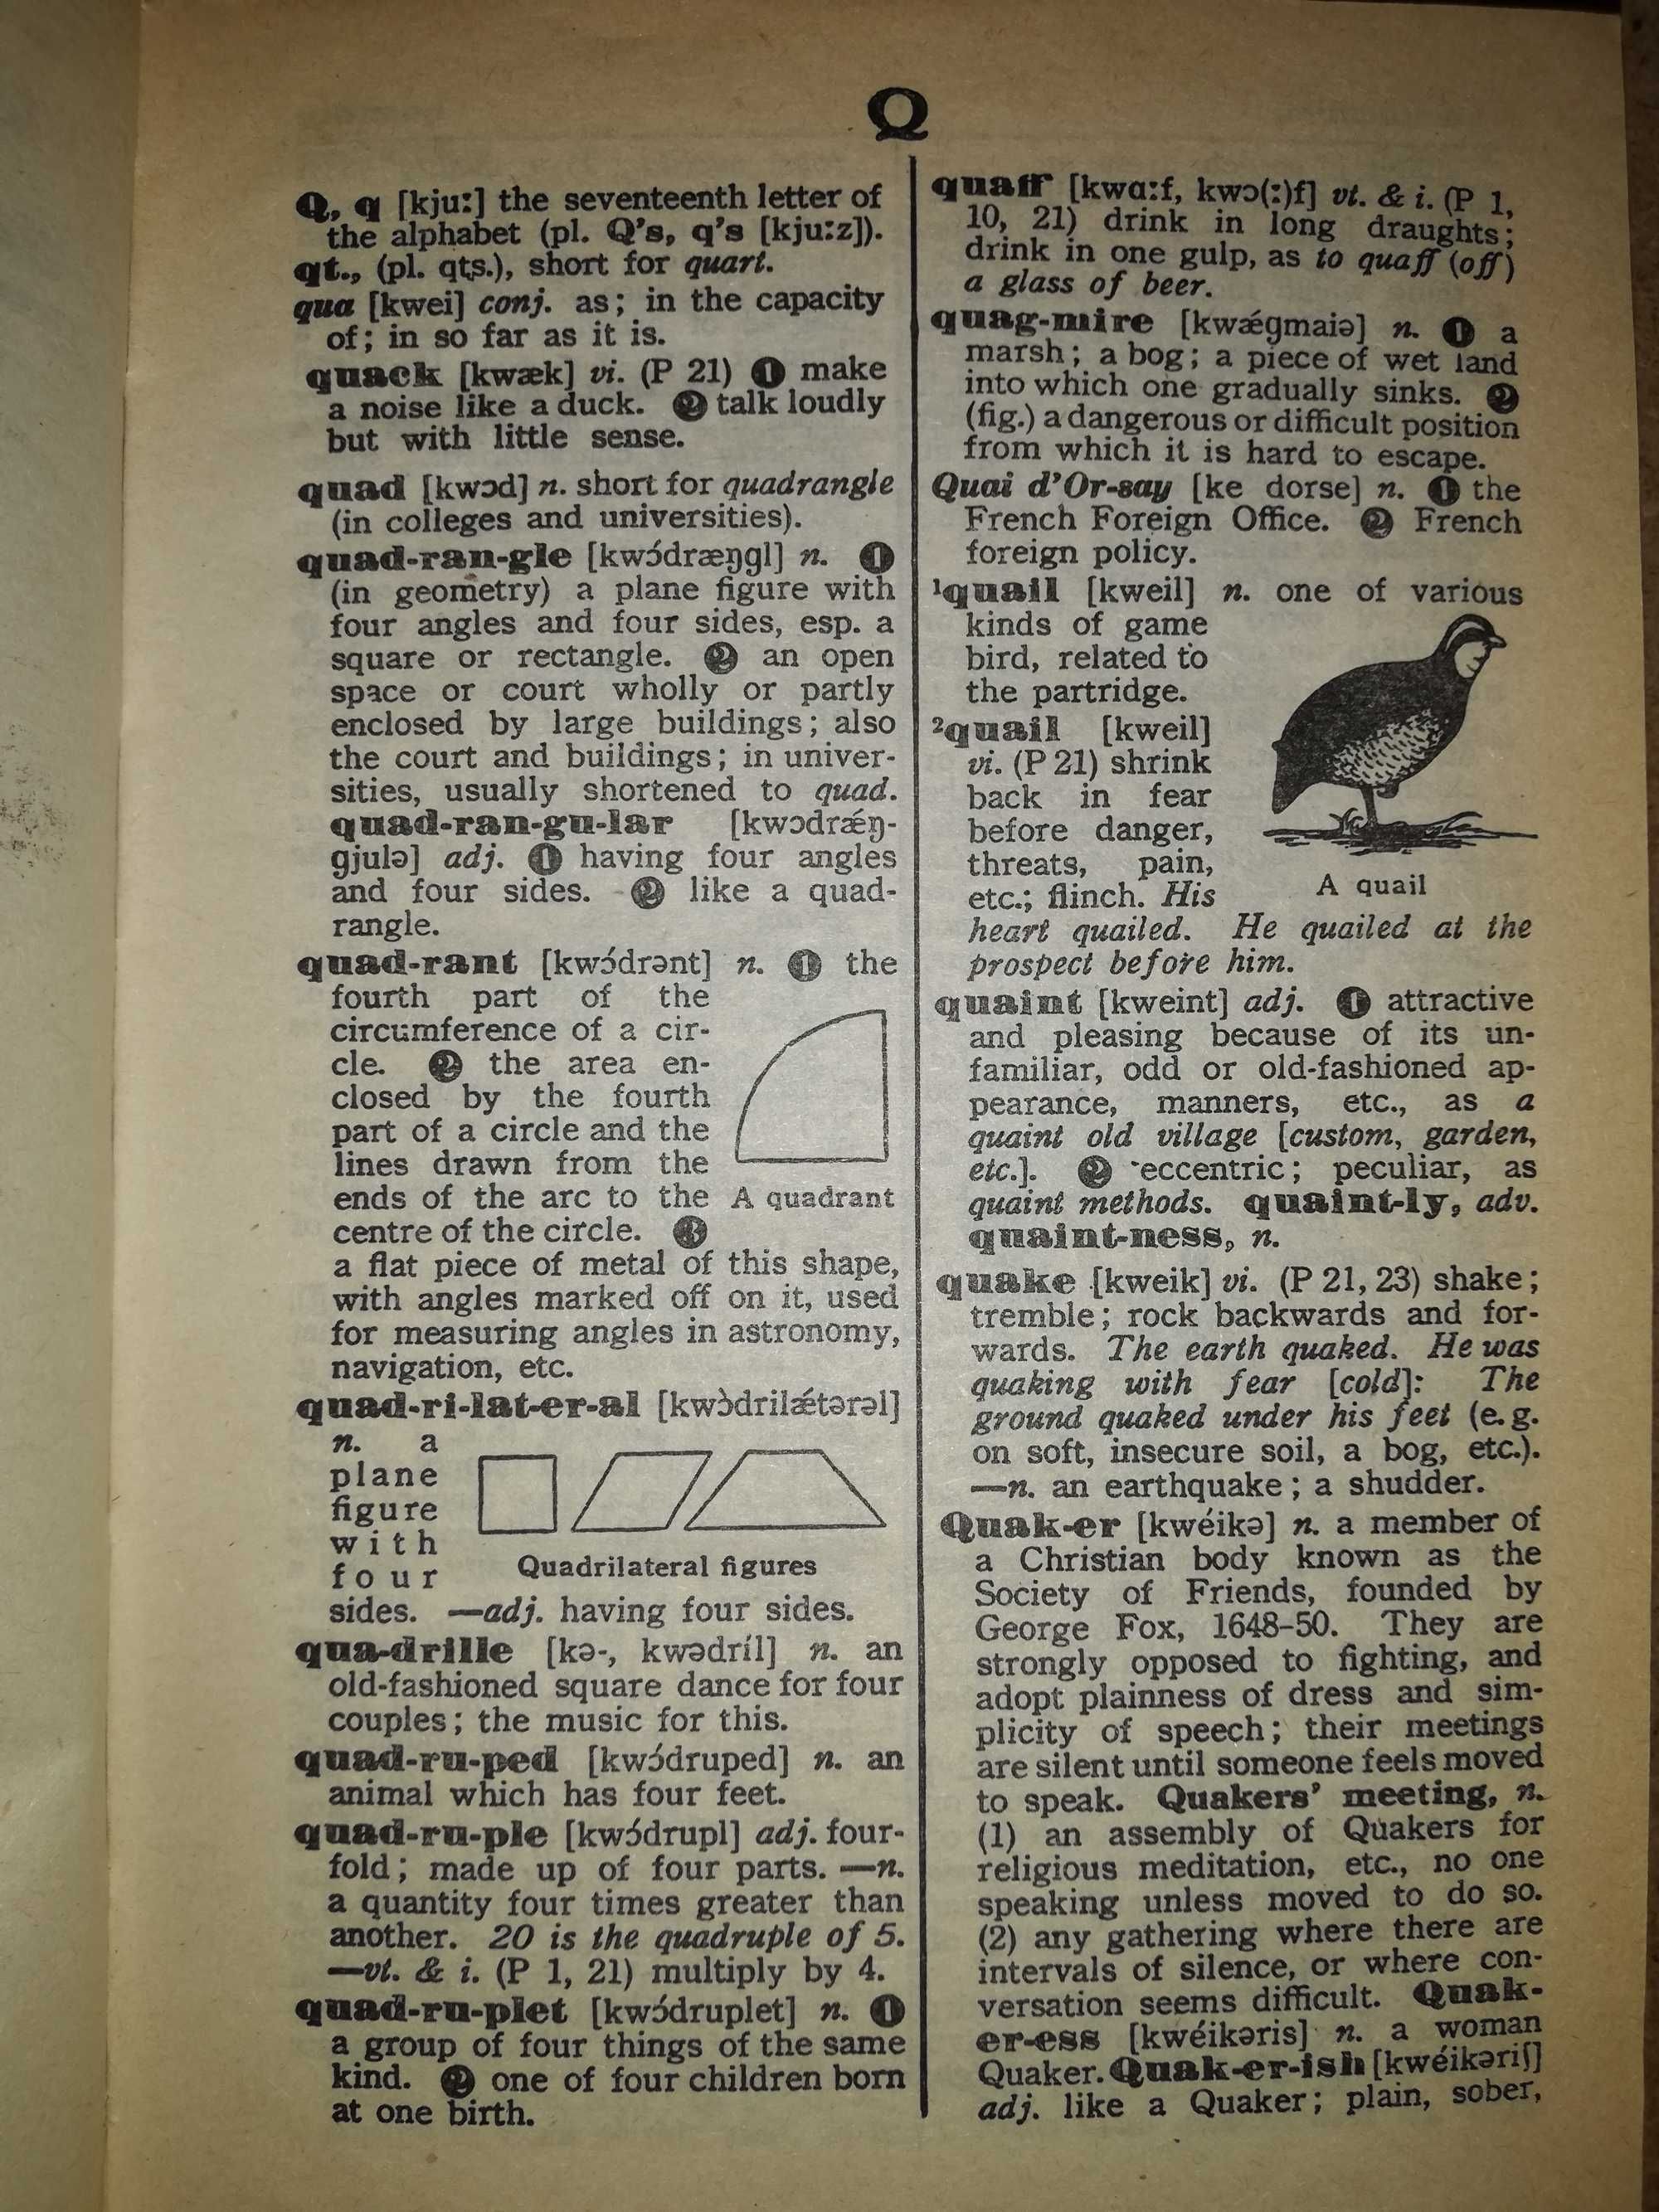 Q
Q, q [kjuː] the seventeenth letter of
the alphabet (pl. Q's, q's [kjuːz]).
qt., (pl. qts.), short for quart.
qua [kwei] conj. as; in the capacity
of; in so far as it is.
quack [kwæk] vi. (P 21) ❶ make
a noise like a duck. ❷ talk loudly
but with little sense.
quad [kwɔd] n. short for quadrangle
(in colleges and universities).
quad-ran-gle [kwɔ́dræŋgl] n. ❶
(in geometry) a plane figure with
four angles and four sides, esp. a
square or rectangle. ❷ an open
space or court wholly or partly
enclosed by large buildings; also
the court and buildings; in univer-
sities, usually shortened to quad.
quad-ran-gu-lar [kwɔdrǽŋ-
gjulə] adj. ❶ having four angles
and four sides. ❷ like a quad-
rangle.
quad-rant [kwɔ́drənt] n. ❶ the
fourth part of the
circumference of a cir-
cle. ❷ the area en-
closed by the fourth
part of a circle and the
lines drawn from the
ends of the arc to the
centre of the circle. ❸
A quadrant
a flat piece of metal of this shape,
with angles marked off on it, used
for measuring angles in astronomy,
navigation, etc.
quad-ri-lat-er-al [kwɔ̀drilǽtərəl]
n. a
plane
figure
with
four
Quadrilateral figures
sides. —adj. having four sides.
qua-drille [kə-, kwədríl] n. an
old-fashioned square dance for four
couples; the music for this.
quad-ru-ped [kwɔ́druped] n. an
animal which has four feet.
quad-ru-ple [kwɔ́drupl] adj. four-
fold; made up of four parts. —n.
a quantity four times greater than
another. 20 is the quadruple of 5.
—vt. & i. (P 1, 21) multiply by 4.
quad-ru-plet [kwɔ́druplet] n. ❶
a group of four things of the same
kind. ❷ one of four children born
at one birth.
quaff [kwɑːf, kwɔ(ː)f] vt. & i. (P 1,
10, 21) drink in long draughts;
drink in one gulp, as to quaff (off)
a glass of beer.
quag-mire [kwǽgmaiə] n. ❶ a
marsh; a bog; a piece of wet land
into which one gradually sinks. ❷
(fig.) a dangerous or difficult position
from which it is hard to escape.
Quai d'Or-say [ke dorse] n. ❶ the
French Foreign Office. ❷ French
foreign policy.
¹quail [kweil] n. one of various
kinds of game
bird, related to
the partridge.
²quail [kweil]
vi. (P 21) shrink
back in fear
before danger,
threats, pain,
etc.; flinch. His
A quail
heart quailed. He quailed at the
prospect before him.
quaint [kweint] adj. ❶ attractive
and pleasing because of its un-
familiar, odd or old-fashioned ap-
pearance, manners, etc., as a
quaint old village [custom, garden,
etc.]. ❷ eccentric; peculiar, as
quaint methods. quaint-ly, adv.
quaint-ness, n.
quake [kweik] vi. (P 21, 23) shake;
tremble; rock backwards and for-
wards. The earth quaked. He was
quaking with fear [cold]: The
ground quaked under his feet (e.g.
on soft, insecure soil, a bog, etc.).
—n. an earthquake; a shudder.
Quak-er [kwéikə] n. a member of
a Christian body known as the
Society of Friends, founded by
George Fox, 1648–50. They are
strongly opposed to fighting, and
adopt plainness of dress and sim-
plicity of speech; their meetings
are silent until someone feels moved
to speak. Quakers' meeting, n.
(1) an assembly of Quakers for
religious meditation, etc., no one
speaking unless moved to do so.
(2) any gathering where there are
intervals of silence, or where con-
versation seems difficult. Quak-
er-ess [kwéikəris] n. a woman
Quaker. Quak-er-ish [kwéikəriʃ]
adj. like a Quaker; plain, sober,